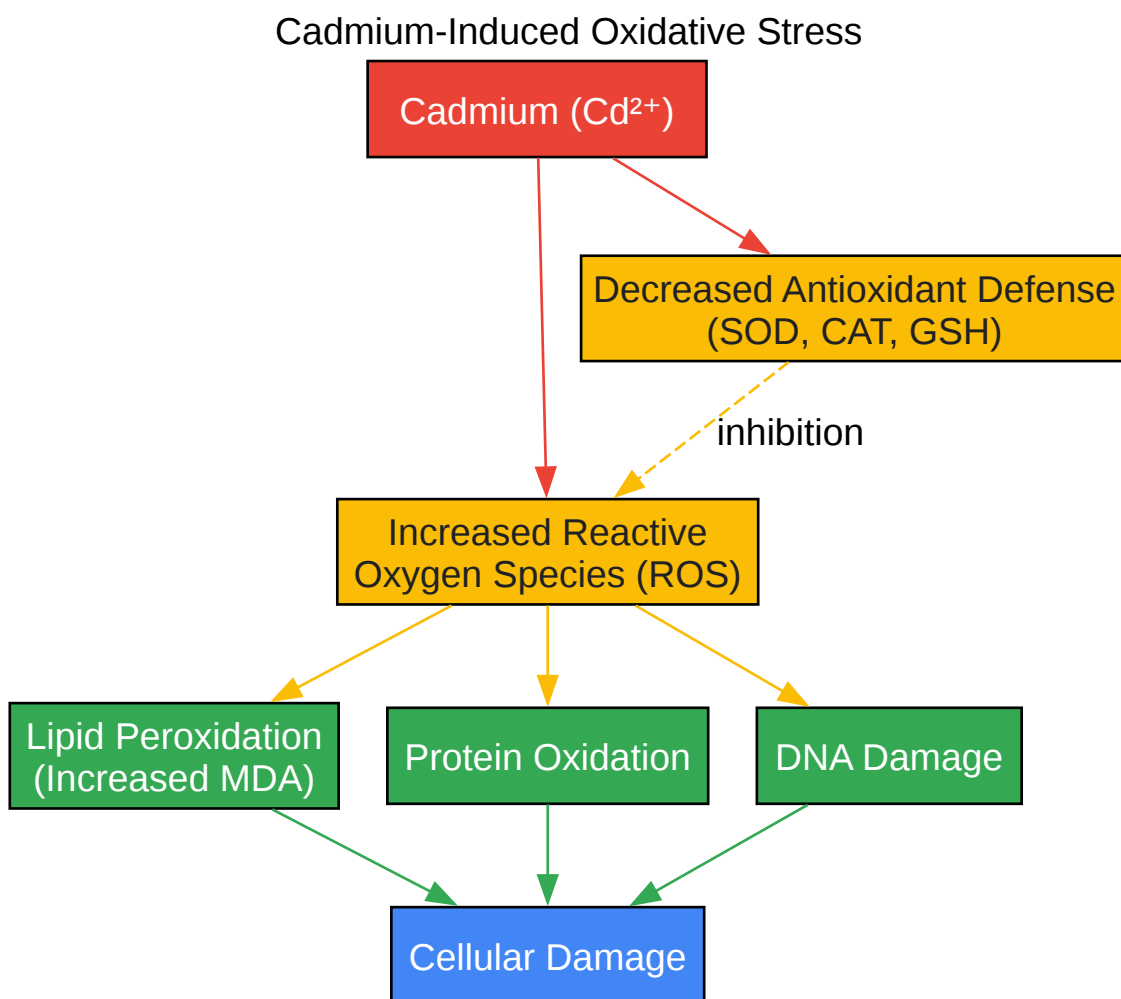 Cadmium-Induced Oxidative Stress
Cadmium (Cd²⁺)
Decreased Antioxidant Defense
(SOD, CAT, GSH)
inhibition
Increased Reactive
Oxygen Species (ROS)
Lipid Peroxidation
(Increased MDA)
Protein Oxidation
DNA Damage
Cellular Damage